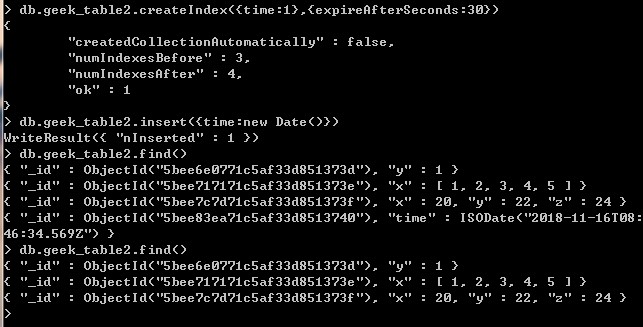 > db.geek_table2.createIndex({time:1},{expireAfterSeconds:30})
{
        "createdCollectionAutomatically" : false,
        "numIndexesBefore" : 3,
        "numIndexesAfter" : 4,
        "ok" : 1
}
> db.geek_table2.insert({time:new Date()})
WriteResult({ "nInserted" : 1 })
> db.geek_table2.find()
{ "_id" : ObjectId("5bee6e0771c5af33d851373d"), "y" : 1 }
{ "_id" : ObjectId("5bee717171c5af33d851373e"), "x" : [ 1, 2, 3, 4, 5 ] }
{ "_id" : ObjectId("5bee7c7d71c5af33d851373f"), "x" : 20, "y" : 22, "z" : 24 }
{ "_id" : ObjectId("5bee83ea71c5af33d8513740"), "time" : ISODate("2018-11-16T08:
46:34.569Z") }
> db.geek_table2.find()
{ "_id" : ObjectId("5bee6e0771c5af33d851373d"), "y" : 1 }
{ "_id" : ObjectId("5bee717171c5af33d851373e"), "x" : [ 1, 2, 3, 4, 5 ] }
{ "_id" : ObjectId("5bee7c7d71c5af33d851373f"), "x" : 20, "y" : 22, "z" : 24 }
>